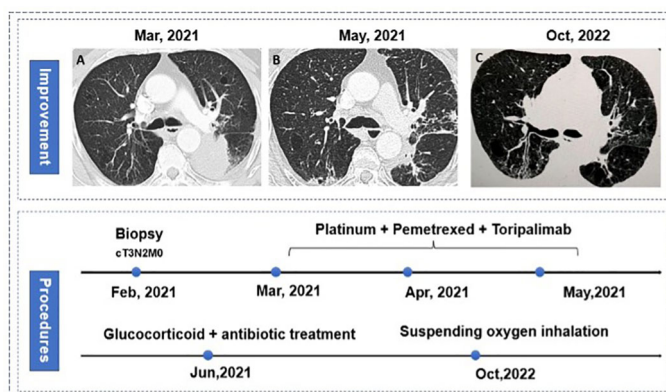 Mar, 2021 May, 2021 Oct, 2022
Improvement
A B C
Procedures
Biopsy
cT3N2M0
Platinum + Pemetrexed + Toripalimab
Feb, 2021 Mar, 2021 Apr, 2021 May,2021
Glucocorticoid + antibiotic treatment Suspending oxygen inhalation
Jun,2021 Oct,2022